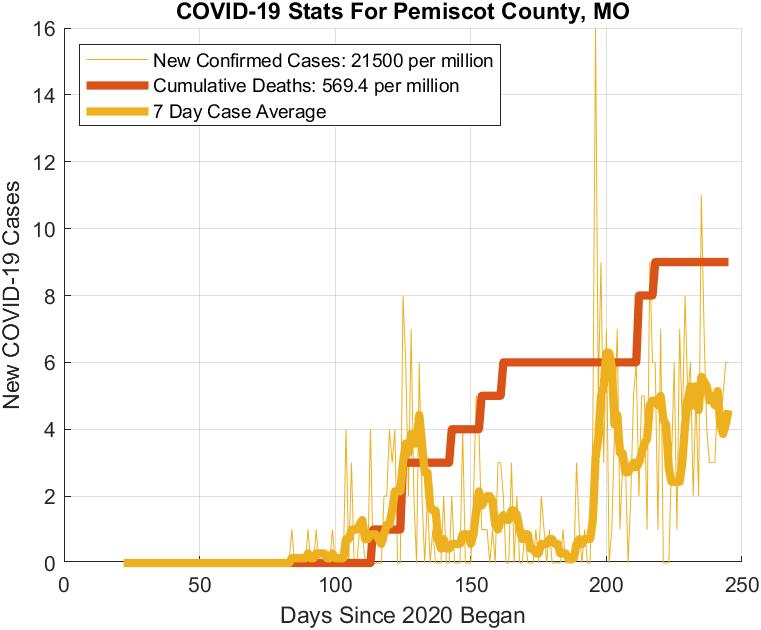 COVID-19 Stats For Pemiscot County, MO
New Confirmed Cases: 21500 per million
Cumulative Deaths: 569.4 per million
7 Day Case Average
New COVID-19 Cases
16
14
12
10
8
6
4
2
0
0 50 100 150 200 250
Days Since 2020 Began